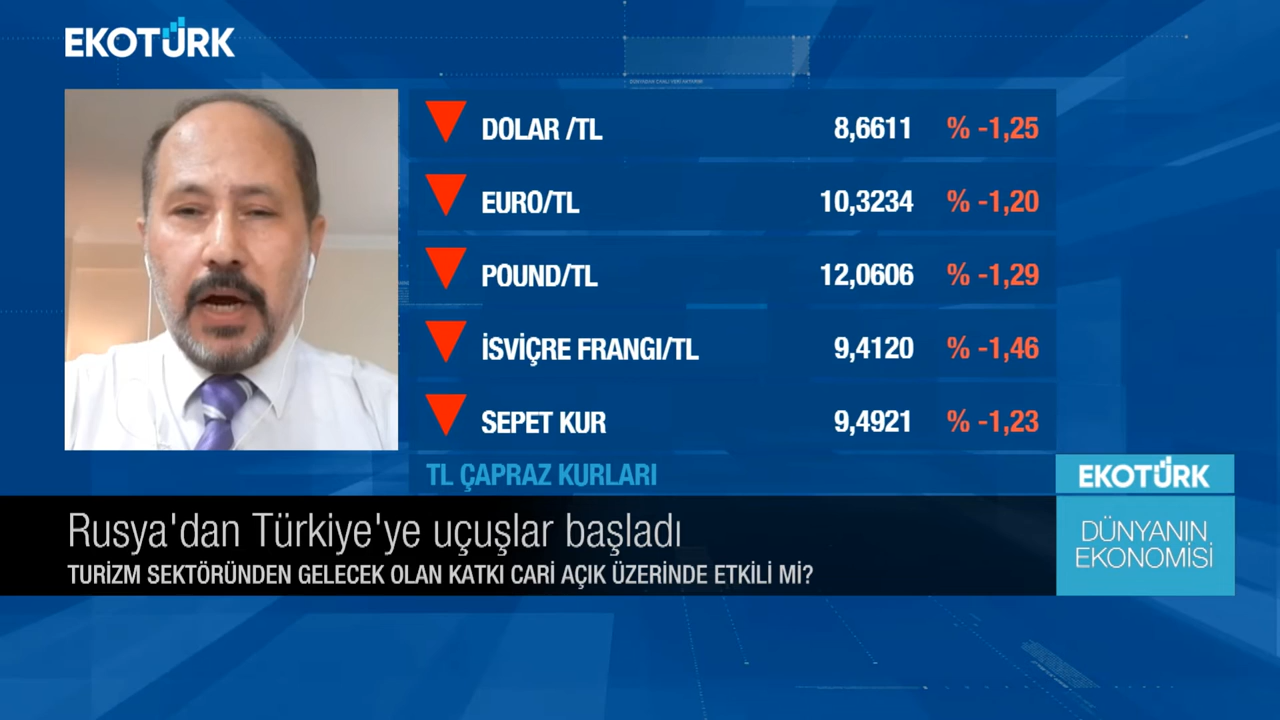 EKOTÜRK
DOLAR /TL 8,6611 % -1,25
EURO/TL 10,3234 % -1,20
POUND/TL 12,0606 % -1,29
İSVİÇRE FRANGI/TL 9,4120 % -1,46
SEPET KUR 9,4921 % -1,23
TL ÇAPRAZ KURLARI
EKOTÜRK
Rusya'dan Türkiye'ye uçuşlar başladı
TURİZM SEKTÖRÜNDEN GELECEK OLAN KATKI CARİ AÇIK ÜZERİNDE ETKİLİ Mİ?
DÜNYANIN
EKONOMİSİ